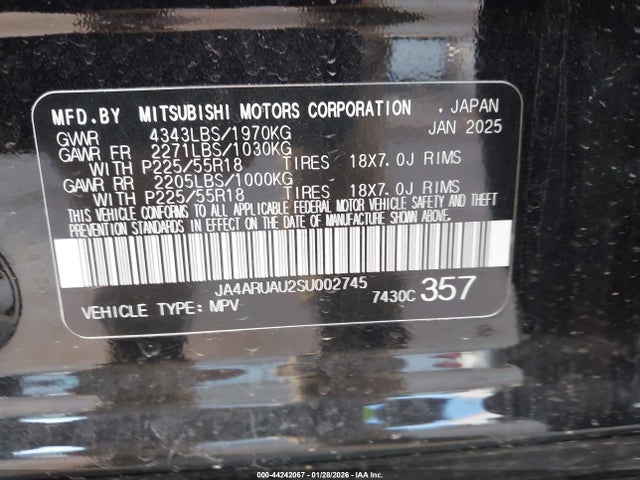 MFD.BY MITSUBISHI MOTORS CORPORATION . JAPAN
GVWR 4343LBS/1970KG JAN 2025
GAWR FR 2271LBS/1030KG
WITH P225/55R18 TIRES 18X7.0J RIMS
GAWR RR 2205LBS/1000KG
WITH P225/55R18 TIRES 18X7.0J RIMS
THIS VEHICLE CONFORMS TO ALL APPLICABLE FEDERAL MOTOR VEHICLE SAFETY AND THEFT
PREVENTION STANDARDS IN EFFECT ON THE DATE OF MANUFACTURE SHOWN ABOVE.
JA4ARUAU2SU002745
VEHICLE TYPE: MPV 7430C 357
000-44242067 - 01/28/2026 - © IAA Inc.